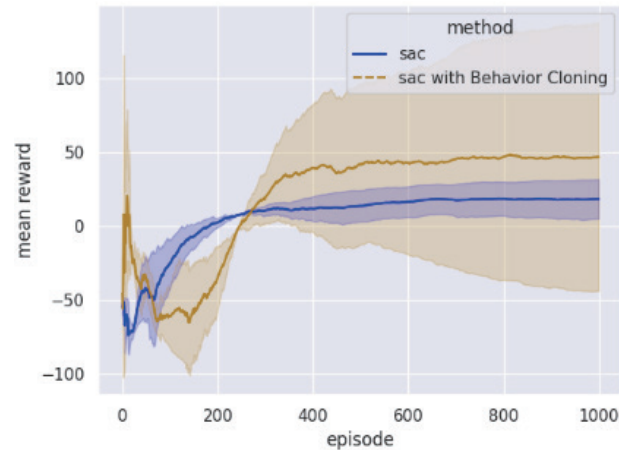 method
sac
sac with Behavior Cloning
100
50
0
−50
−100
mean reward
0 200 400 600 800 1000
episode